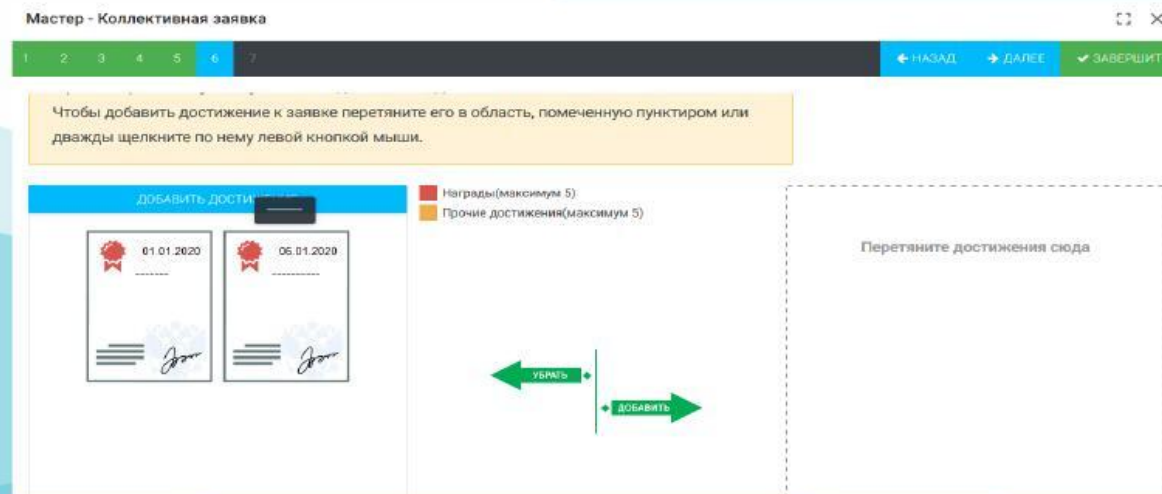 Мастер - Коллективная заявка
1 2 3 4 5 6 7
НАЗАД ДАЛЕЕ ЗАВЕРШИТ
Чтобы добавить достижение к заявке перетяните его в область, помеченную пунктиром или
дважды щелкните по нему левой кнопкой мыши.
ДОБАВИТЬ
Награды(максимум 5)
Прочие достижения(максимум 5)
01.01.2020
05.01.2020
Перетяните достижения сюда
УБРАТЬ
ДОБАВИТЬ